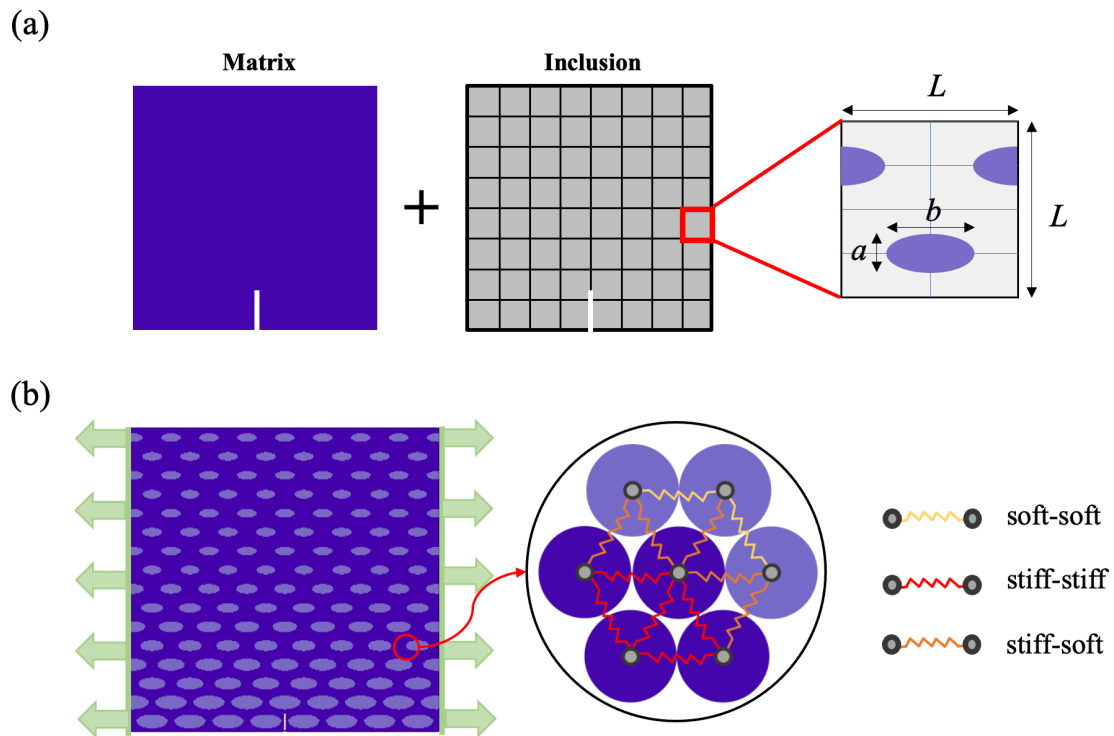 (a)
Matrix
+
Inclusion
L
L
b
a
(b)
soft-soft
stiff-stiff
stiff-soft